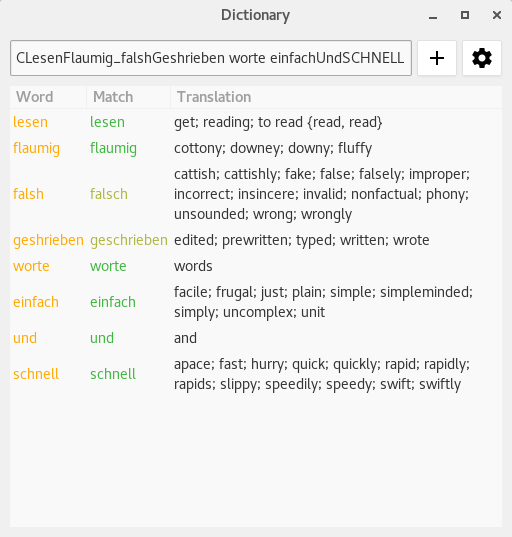 Dictionary
CLesenFlaumig_falshGeshrieben worte einfachUndSCHNELL
Word Match Translation
lesen lesen get; reading; to read {read, read}
flaumig flaumig cottony; downey; downy; fluffy
falsh falsch cattish; cattishly; fake; false; falsely; improper;
incorrect; insincere; invalid; nonfactual; phony;
unsounded; wrong; wrongly
geshrieben geschrieben edited; prewritten; typed; written; wrote
worte worte words
einfach einfach facile; frugal; just; plain; simple; simpleminded;
simply; uncomplex; unit
und und and
schnell schnell apace; fast; hurry; quick; quickly; rapid; rapidly;
rapids; slippy; speedily; speedy; swift; swiftly